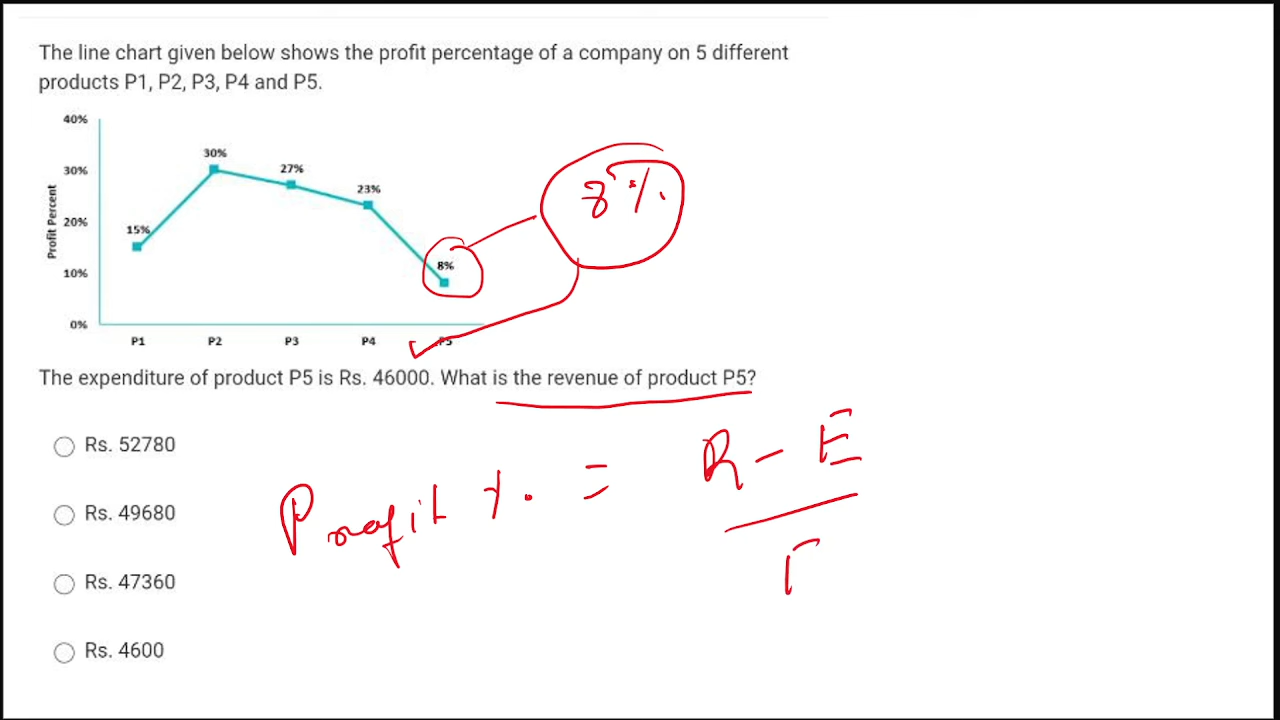 The line chart given below shows the profit percentage of a company on 5 different
products P1, P2, P3, P4 and P5.
40%
30%
20%
10%
0%
Profit Percent
15%
30%
27%
23%
8%
P1
P2
P3
P4
P5
8%
The expenditure of product P5 is Rs. 46000. What is the revenue of product P5?
Rs. 52780
Rs. 49680
Rs. 47360
Rs. 4600
Profit % = R - E